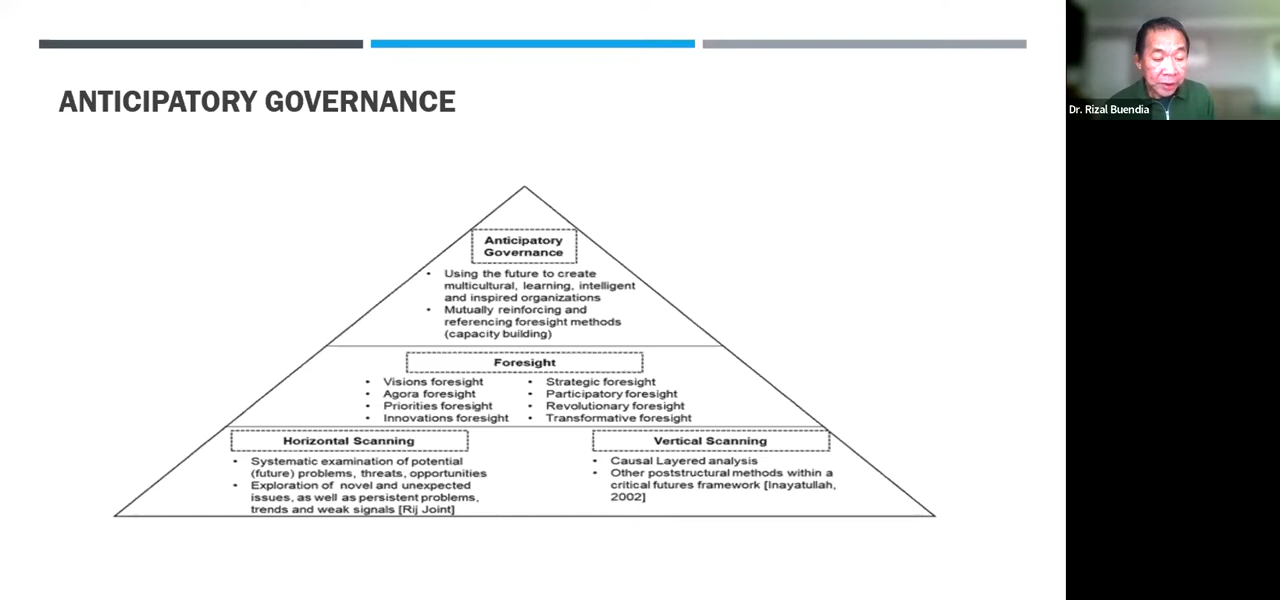 ANTICIPATORY GOVERNANCE
Dr. Rizal Buendia
Anticipatory
Governance
• Using the future to create
multicultural, learning, intelligent
and inspired organizations
• Mutually reinforcing and
referencing foresight methods
(capacity building)
Foresight
• Visions foresight
• Agora foresight
• Priorities foresight
• Innovations foresight
• Strategic foresight
• Participatory foresight
• Revolutionary foresight
• Transformative foresight
Horizontal Scanning
• Systematic examination of potential
(future) problems, threats, opportunities
• Exploration of novel and unexpected
issues, as well as persistent problems,
trends and weak signals [Rij Joint]
Vertical Scanning
• Causal Layered analysis
• Other poststructural methods within a
critical futures framework [Inayatullah,
2002]